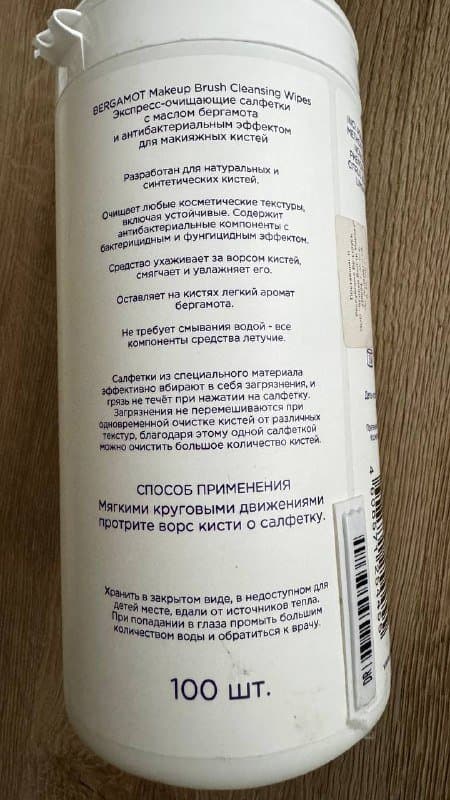 BERGAMOT Makeup Brush Cleansing Wipes
Экспресс-очищающие салфетки
с маслом бергамота
и антибактериальным эффектом
для макияжных кистей
Разработан для натуральных и
синтетических кистей.
Очищает любые косметические текстуры,
включая устойчивые. Содержит
антибактериальные компоненты с
бактерицидным и фунгицидным эффектом.
Средство ухаживает за ворсом кистей,
смягчает и увлажняет его.
Оставляет на кистях легкий аромат
бергамота.
Не требует смывания водой - все
компоненты средства летучие.
Салфетки из специального материала
эффективно вбирают в себя загрязнения, и
грязь не течёт при нажатии на салфетку.
Загрязнения не перемешиваются при
одновременной очистке кистей от различных
текстур, благодаря этому одной салфеткой
можно очистить большое количество кистей.
СПОСОБ ПРИМЕНЕНИЯ
Мягкими круговыми движениями
протрите ворс кисти о салфетку.
Хранить в закрытом виде, в недоступном для
детей месте, вдали от источников тепла.
При попадании в глаза промыть большим
количеством воды и обратиться к врачу.
100 шт.